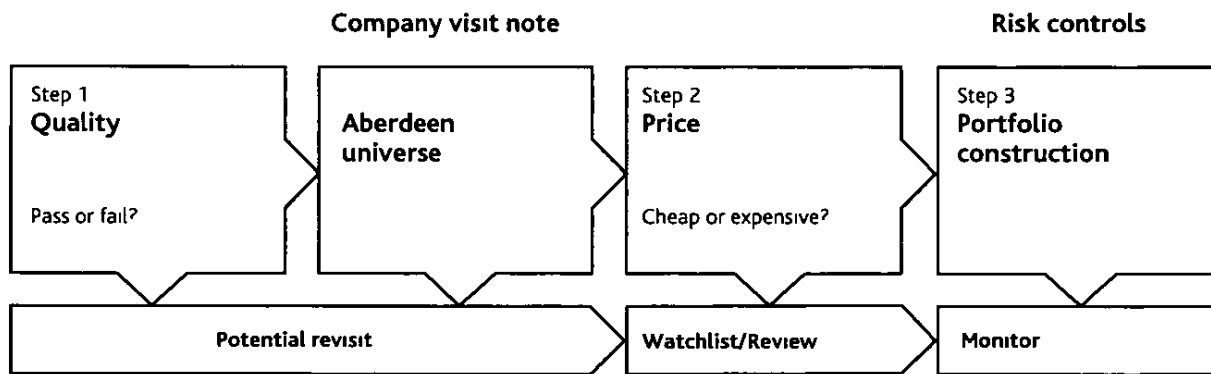 Company visit note
Risk controls
Step 1
Quality
Pass or fail?
Aberdeen
universe
Step 2
Price
Cheap or expensive?
Step 3
Portfolio
construction
Potential revisit
Watchlist/Review
Monitor